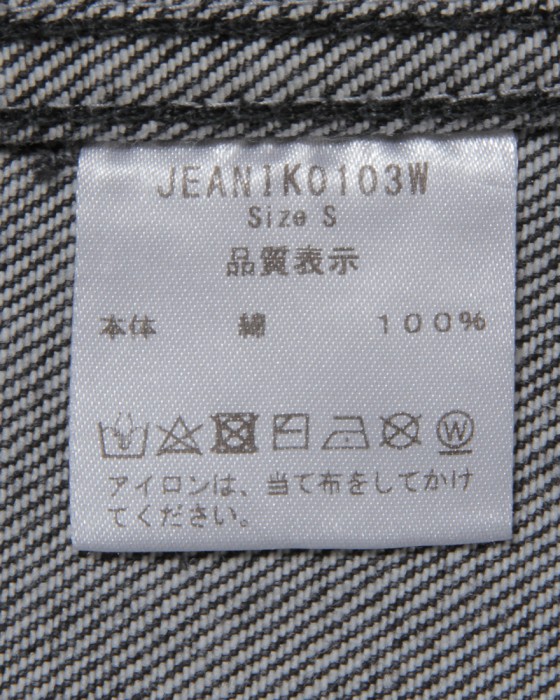 JEANIK0103W
Size S
品質表示
本体 綿 100%
W
アイロンは、当て布をしてかけ
てください。